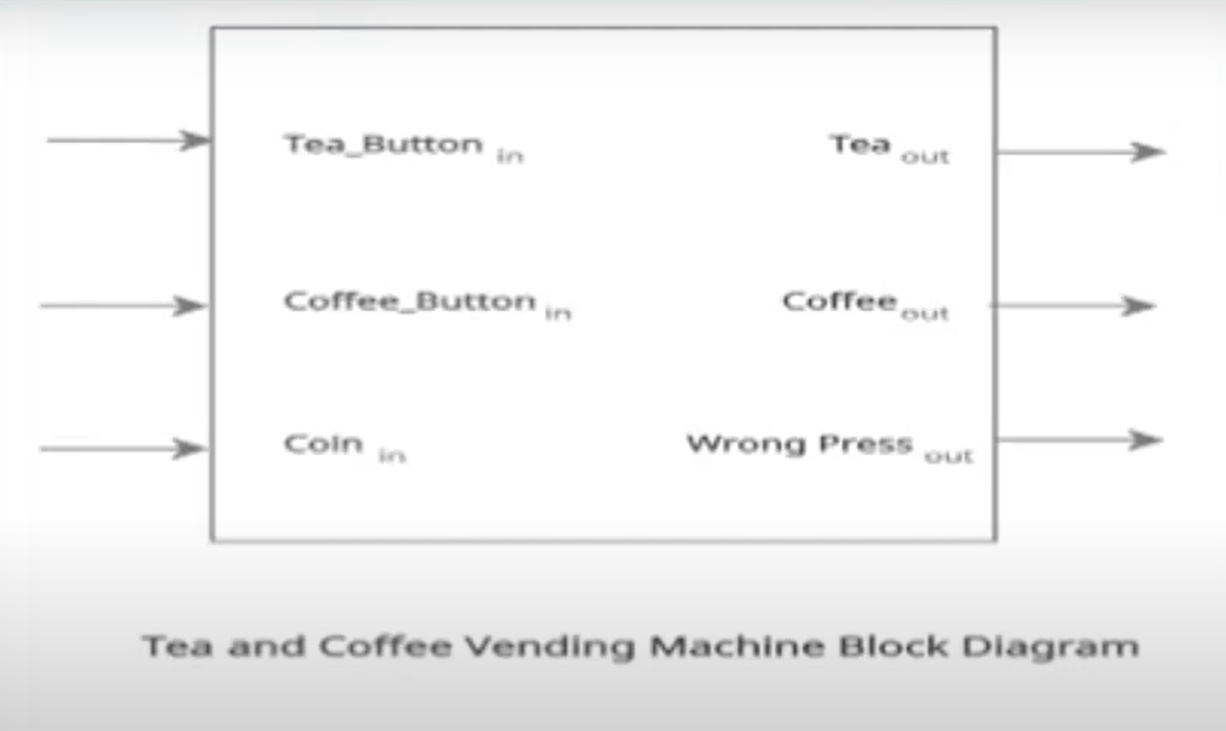 Tea_Button in Tea out
Coffee_Button in Coffee out
Coin in Wrong Press out
Tea and Coffee Vending Machine Block Diagram